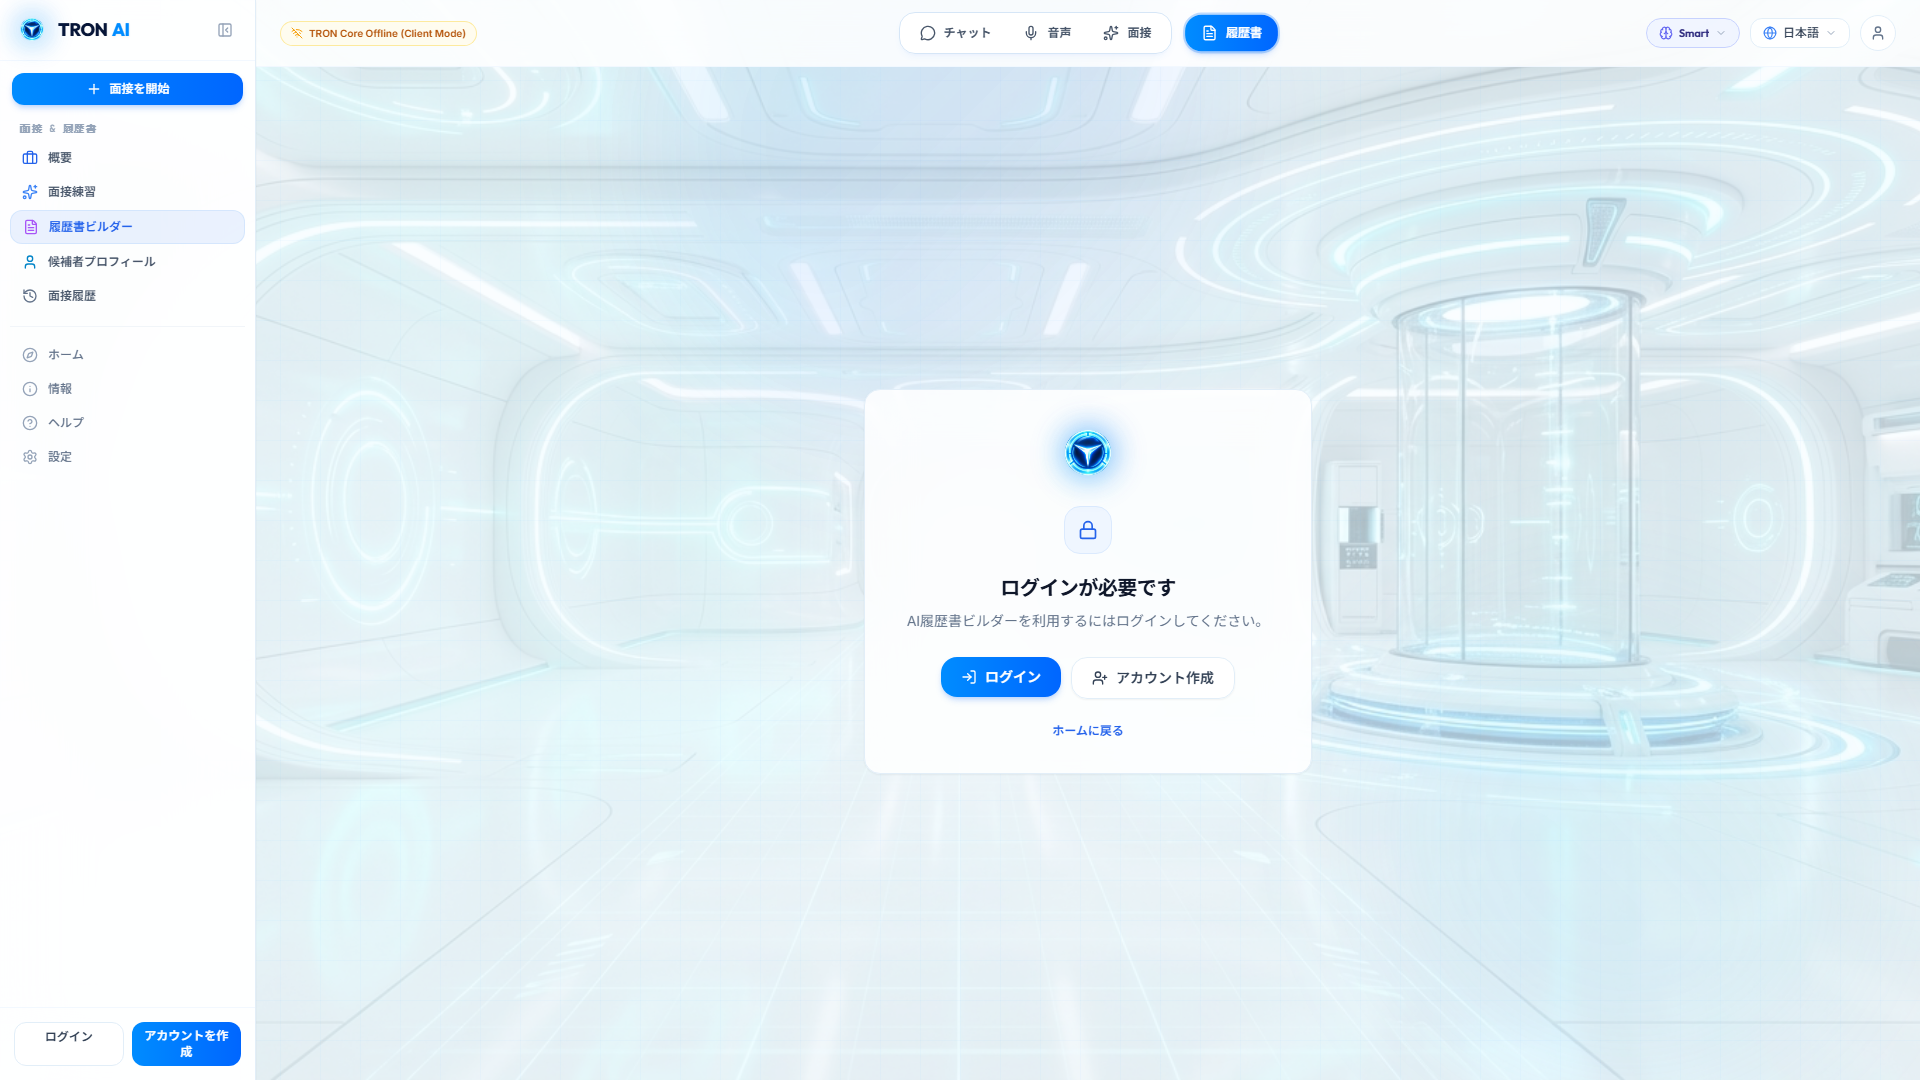 TRON AI
面接を開始
面接 & 履歴書
概要
面接練習
履歴書ビルダー
候補者プロフィール
面接履歴
ホーム
情報
ヘルプ
設定
ログイン
アカウントを作
成
TRON Core Offline (Client Mode)
チャット
音声
面接
履歴書
Smart
日本語
ログインが必要です
AI履歴書ビルダーを利用するにはログインしてください。
ログイン
アカウント作成
ホームに戻る